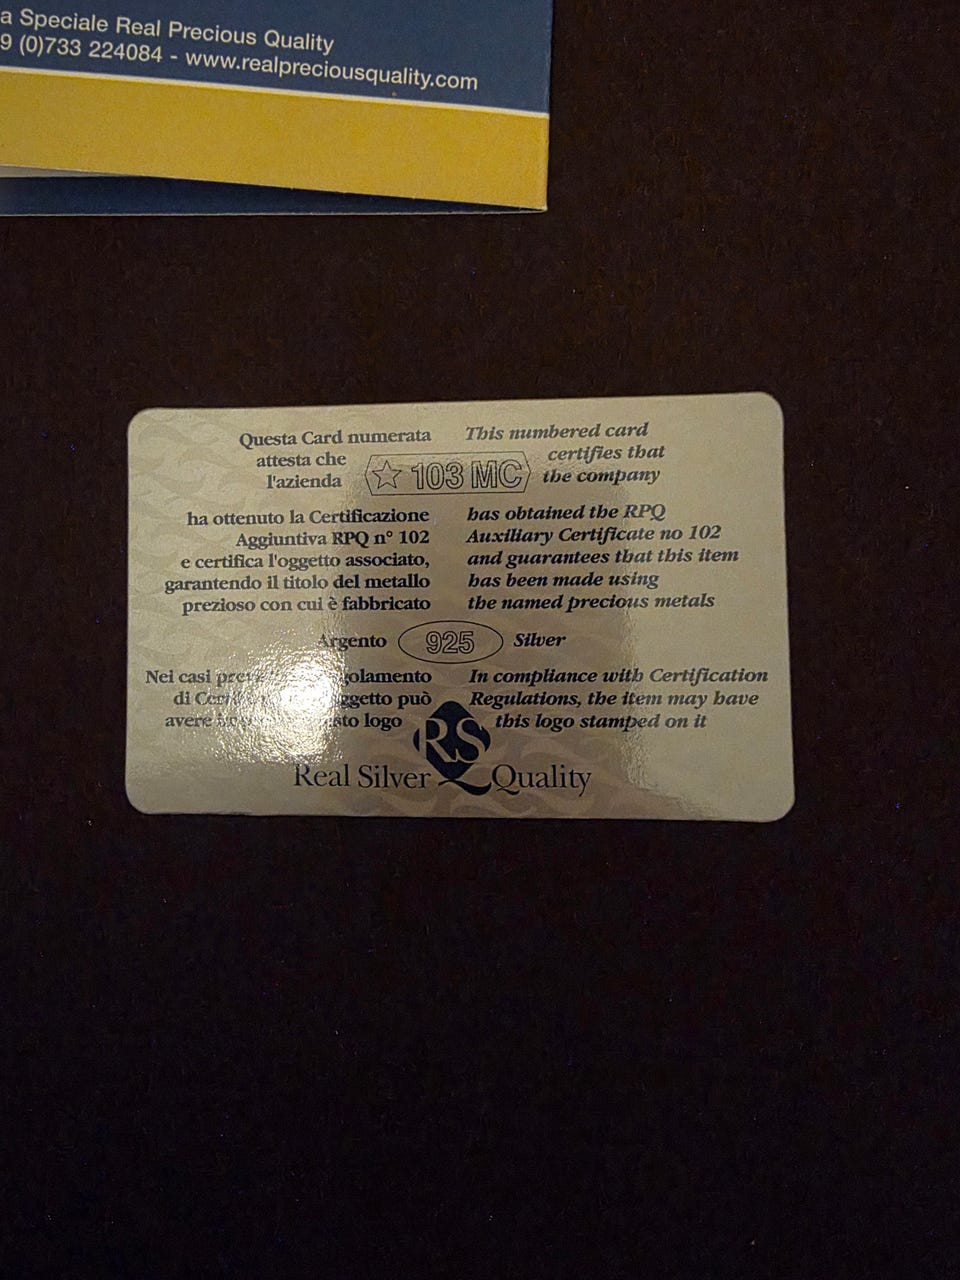 a Speciale Real Precious Quality
9 (0)733 224084 - www.realpreciousquality.com
Questa Card numerata
attesta che
l'azienda
☆ 103 MC
This numbered card
certifies that
the company
ha ottenuto la Certificazione
Aggiuntiva RPQ n° 102
e certifica l'oggetto associato,
garantendo il titolo del metallo
prezioso con cui è fabbricato
has obtained the RPQ
Auxiliary Certificate no 102
and guarantees that this item
has been made using
the named precious metals
Argento 925 Silver
Nei casi
di
avere
In compliance with Certification
Regulations, the item may have
this logo stamped on it
può
logo
RS
Real Silver Quality